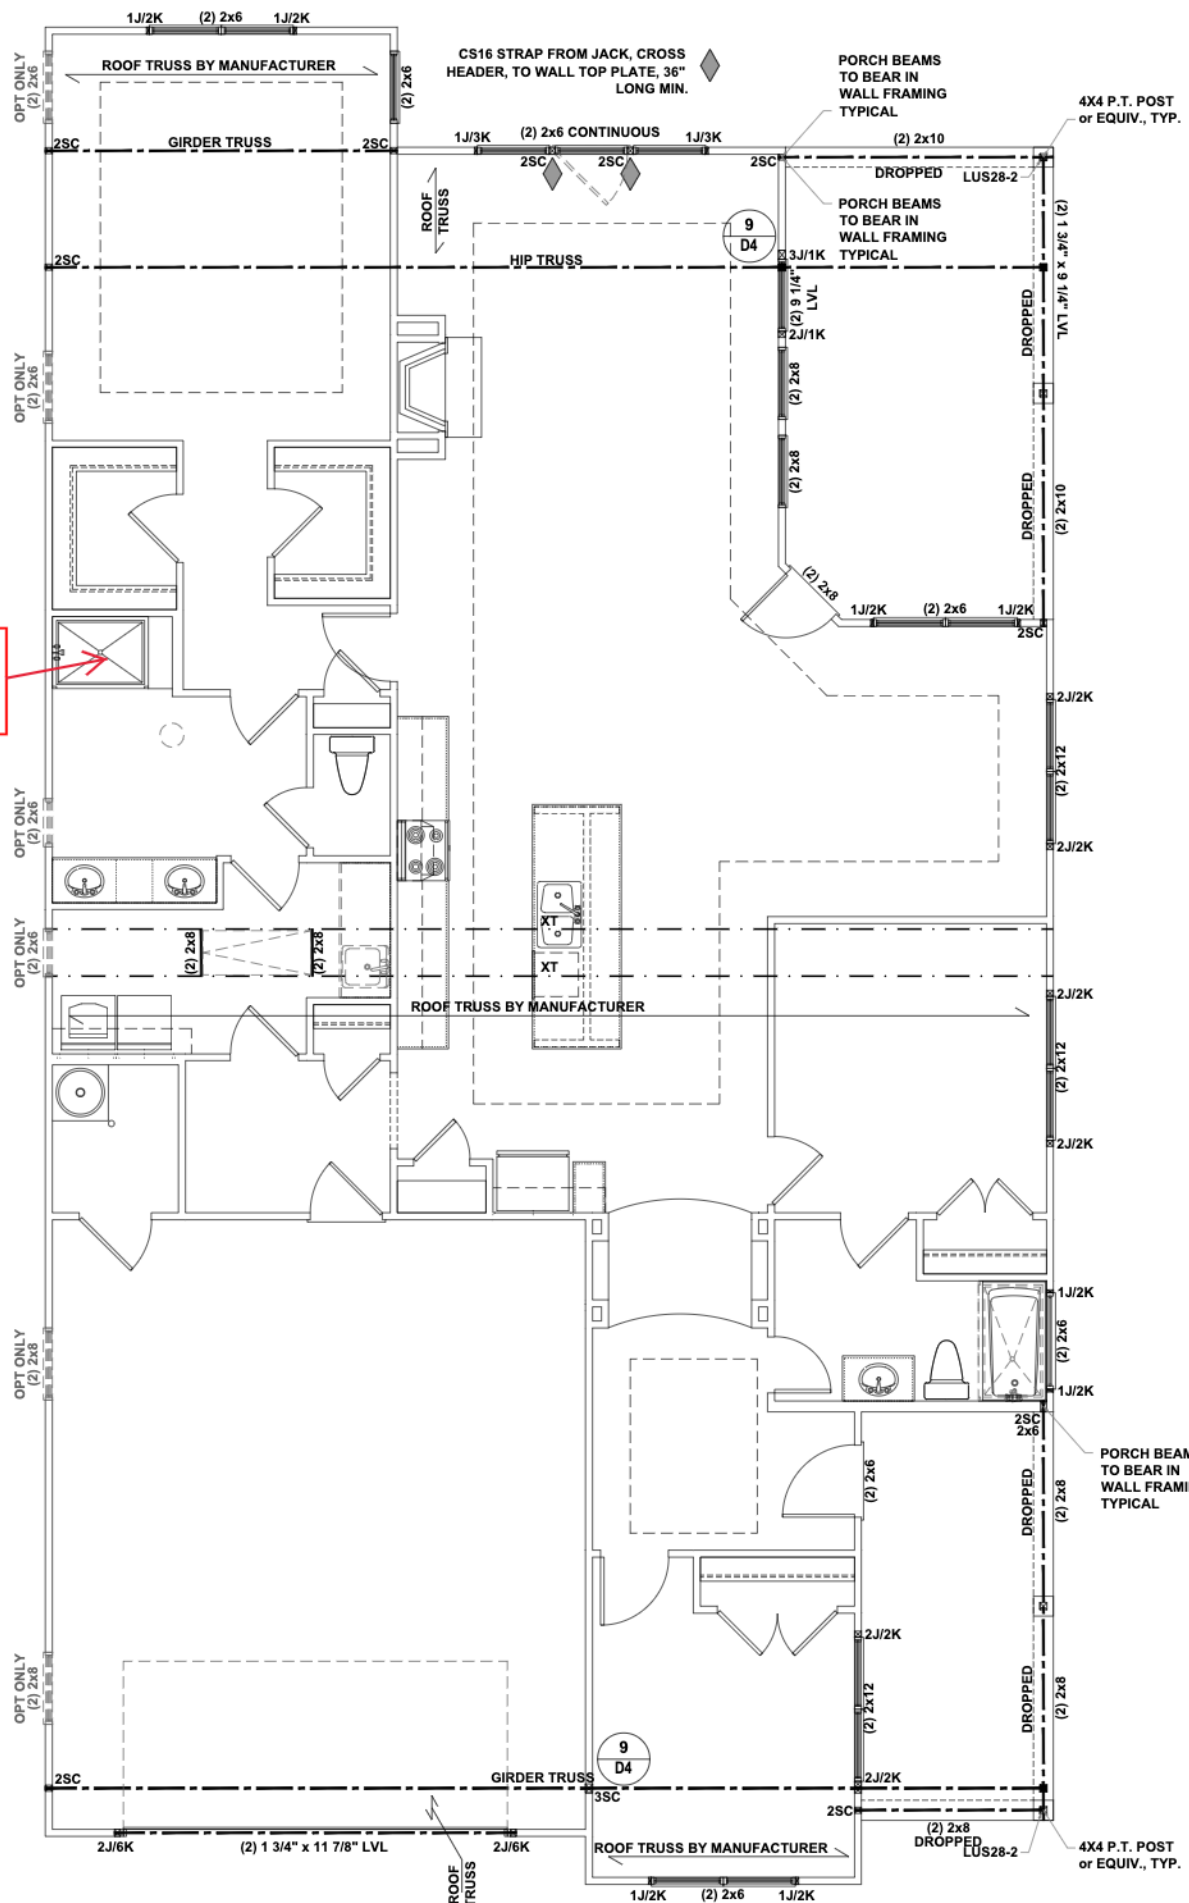 1J/2K
(2) 2x6
1J/2K
OPT ONLY
(2) 2x6
ROOF TRUSS BY MANUFACTURER
(2) 2x6
CS16 STRAP FROM JACK, CROSS
HEADER, TO WALL TOP PLATE, 36"
LONG MIN.
PORCH BEAMS
TO BEAR IN
WALL FRAMING
TYPICAL
4X4 P.T. POST
or EQUIV., TYP.
2SC
GIRDER TRUSS
2SC
1J/3K
(2) 2x6 CONTINUOUS
1J/3K
2SC
2SC
2SC
(2) 2x10
DROPPED
LUS28-2
ROOF
TRUSS
9
D4
PORCH BEAMS
TO BEAR IN
WALL FRAMING
TYPICAL
(2) 1 3/4" x 9 1/4" LVL
2SC
HIP TRUSS
3J/1K
(2) 9 1/4"
LVL
2J/1K
DROPPED
OPT ONLY
(2) 2x6
(2) 2x8
(2) 2x8
DROPPED
(2) 2x10
(2) 2x8
1J/2K
(2) 2x6
1J/2K
2SC
2J/2K
(2) 2x12
2J/2K
OPT ONLY
(2) 2x6
OPT ONLY
(2) 2x6
(2) 2x8
(2) 2x8
XT
XT
2J/2K
ROOF TRUSS BY MANUFACTURER
(2) 2x12
2J/2K
1J/2K
(2) 2x6
1J/2K
OPT ONLY
(2) 2x8
2SC
2x6
PORCH BEAM
TO BEAR IN
WALL FRAMI
TYPICAL
(2) 2x6
DROPPED
(2) 2x8
2J/2K
OPT ONLY
(2) 2x8
(2) 2x12
DROPPED
(2) 2x8
9
D4
2SC
GIRDER TRUSS
3SC
2J/2K
2SC
(2) 2x8
DROPPED
LUS28-2
4X4 P.T. POST
or EQUIV., TYP.
2J/6K
(2) 1 3/4" x 11 7/8" LVL
2J/6K
ROOF
TRUSS
ROOF TRUSS BY MANUFACTURER
1J/2K
(2) 2x6
1J/2K